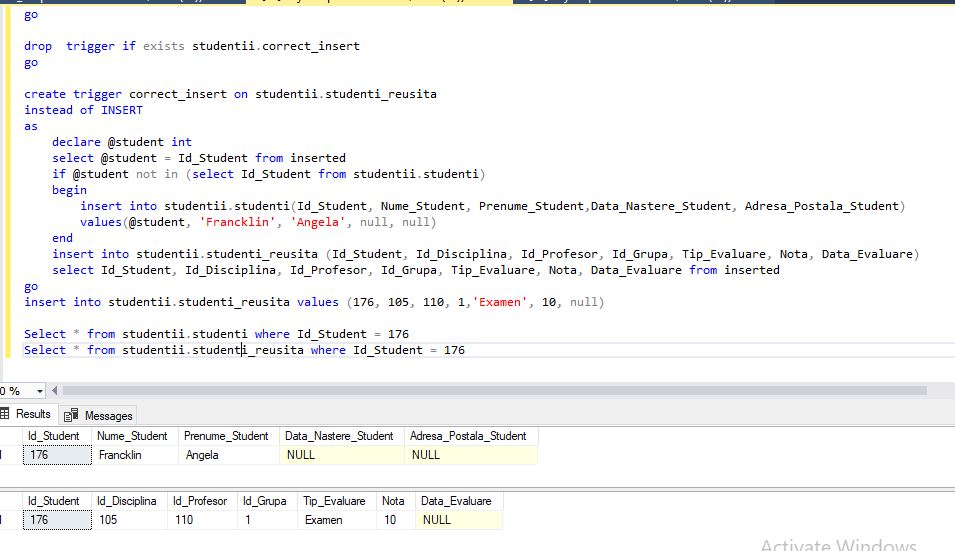 go
drop trigger if exists studentii.correct_insert
go
create trigger correct_insert on studentii.studenti_reusita
instead of INSERT
as
declare @student int
select @student = Id_Student from inserted
if @student not in (select Id_Student from studentii.studenti)
begin
insert into studentii.studenti(Id_Student, Nume_Student, Prenume_Student,Data_Nastere_Student, Adresa_Postala_Student)
values(@student, 'Francklin', 'Angela', null, null)
end
insert into studentii.studenti_reusita (Id_Student, Id_Disciplina, Id_Profesor, Id_Grupa, Tip_Evaluare, Nota, Data_Evaluare)
select Id_Student, Id_Disciplina, Id_Profesor, Id_Grupa, Tip_Evaluare, Nota, Data_Evaluare from inserted
go
insert into studentii.studenti_reusita values (176, 105, 110, 1,'Examen', 10, null)
Select * from studentii.studenti where Id_Student = 176
Select * from studentii.studenti_reusita where Id_Student = 176
0 %
Results Messages
Id_Student Nume_Student Prenume_Student Data_Nastere_Student Adresa_Postala_Student
176 Francklin Angela NULL NULL
Id_Student Id_Disciplina Id_Profesor Id_Grupa Tip_Evaluare Nota Data_Evaluare
176 105 110 1 Examen 10 NULL
Activate Windows